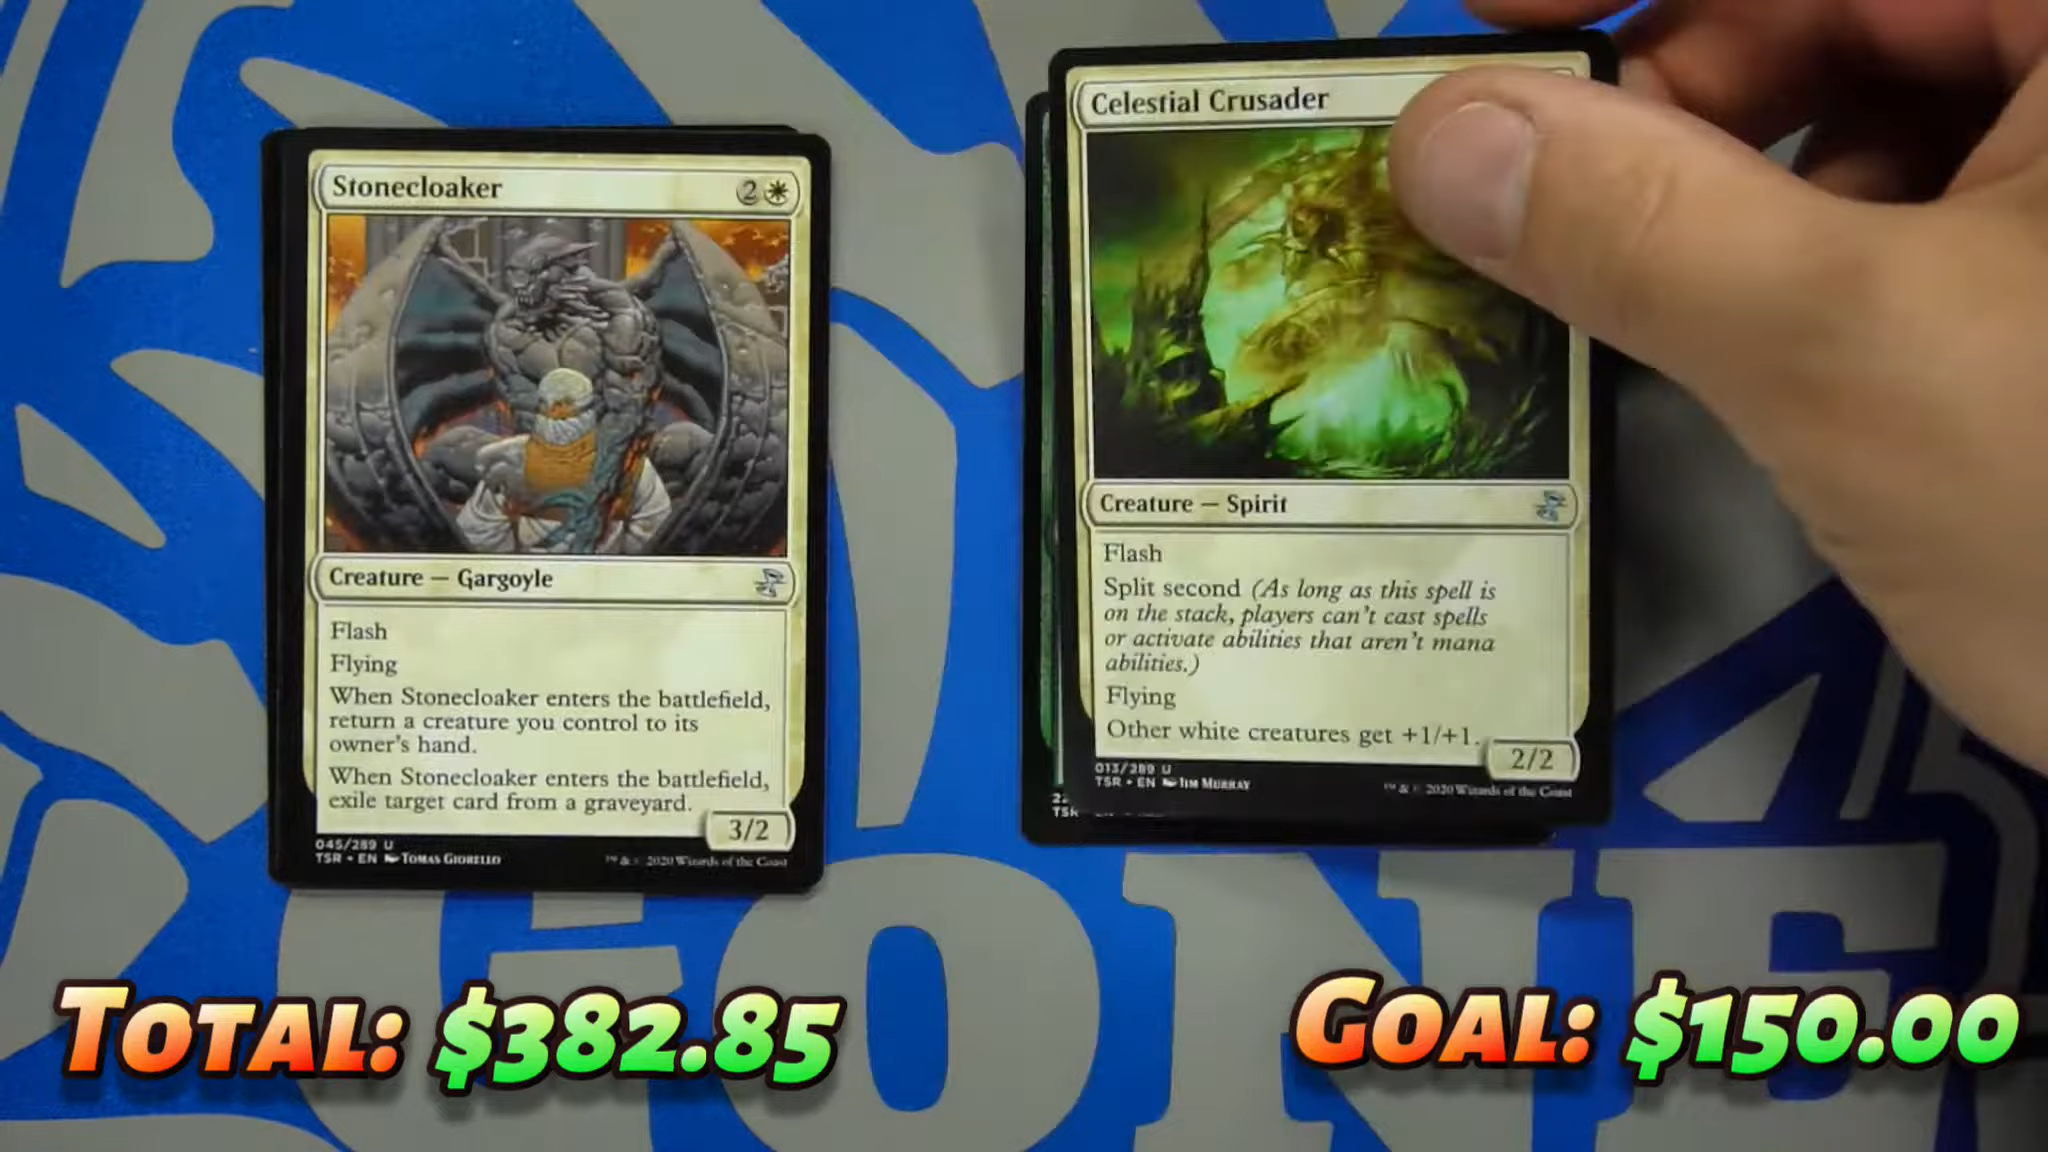 Stonecloaker 2
Creature — Gargoyle
Flash
Flying
When Stonecloaker enters the battlefield,
return a creature you control to its
owner's hand.
When Stonecloaker enters the battlefield,
exile target card from a graveyard.
3/2
045/289 U
TSR • EN TOMAS GIORELLO
™ & © 2020 Wizards of the Coast
Celestial Crusader
Creature — Spirit
Flash
Split second (As long as this spell is
on the stack, players can't cast spells
or activate abilities that aren't mana
abilities.)
Flying
Other white creatures get +1/+1.
2/2
013/289 U
TSR • EN JIM MURRAY
™ & © 2020 Wizards of the Coast
TSR
TOTAL: $382.85
GOAL: $150.00